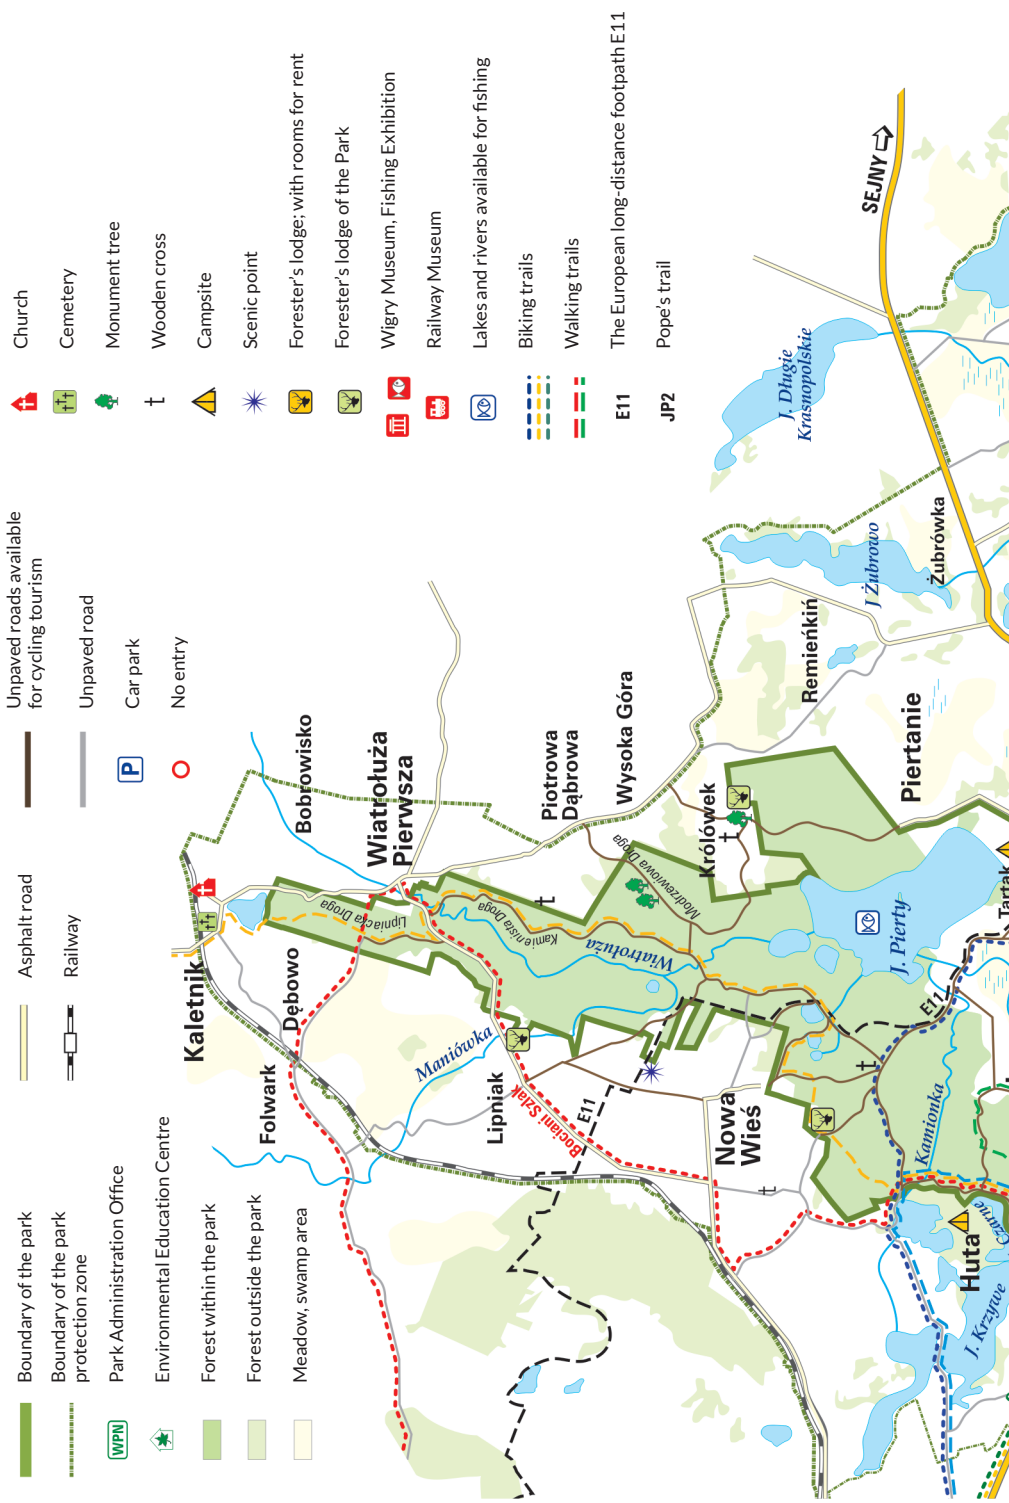 Boundary of the park
Boundary of the park
protection zone
WPN
Park Administration Office
Environmental Education Centre
Forest within the park
Forest outside the park
Meadow, swamp area
Asphalt road
Railway
Unpaved roads available
for cycling tourism
Unpaved road
P
Car park
No entry
Church
Cemetery
Monument tree
Wooden cross
Campsite
Scenic point
Forester's lodge; with rooms for rent
Forester's lodge of the Park
Wigry Museum, Fishing Exhibition
Railway Museum
Lakes and rivers available for fishing
Biking trails
Walking trails
E11
The European long-distance footpath E11
JP2
Pope's trail
Kaletnik
Folwark
Dębowo
Bobrowisko
Wiatrołuża
Pierwsza
Lipniacka Droga
Maniówka
Lipniak
Bociani Szlak
E11
Kamienista Droga
Wiatrołuża
Piotrowa
Dąbrowa
Wysoka Góra
Modrzewiowa Droga
Królówek
Nowa
Wieś
Remieńkiń
J Żubrowo
Żubrówka
J. Długie
Krasnopolskie
SEJNY
Piertanie
J. Pierty
Tartak
E11
Kamionka
Huta
Czarne
J. Krzywe